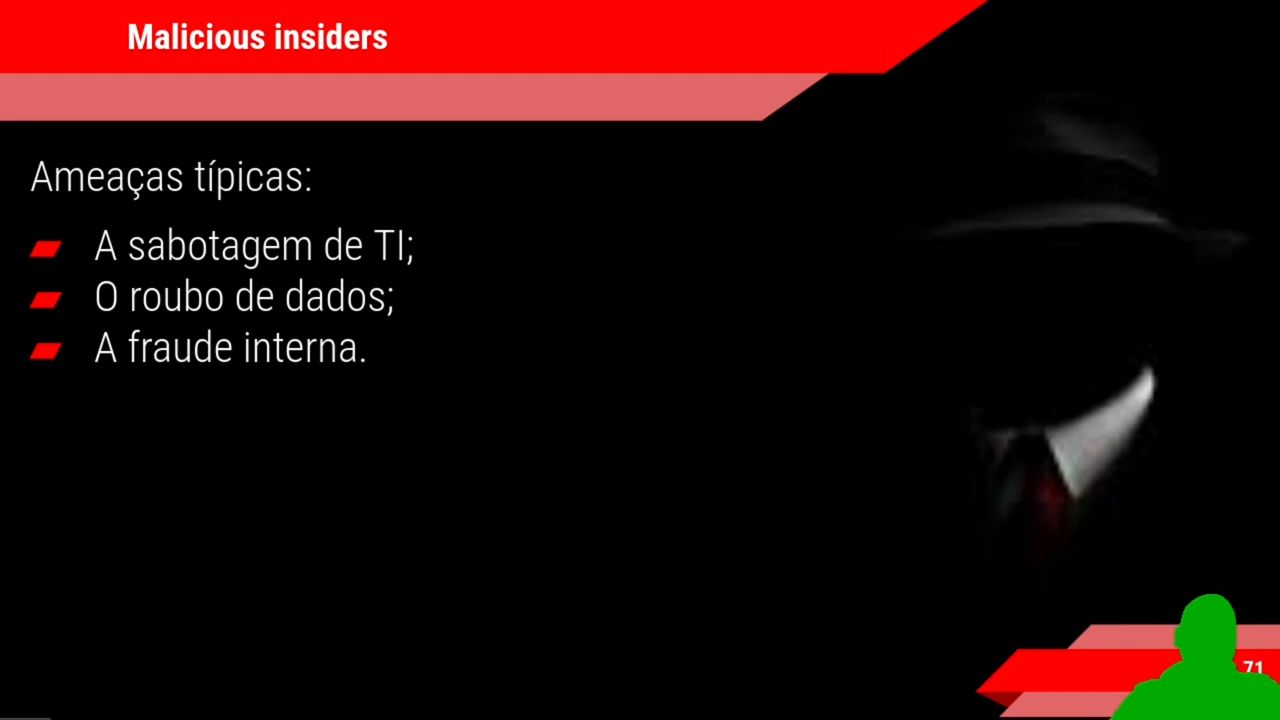 Malicious insiders
Ameaças típicas:
A sabotagem de TI;
O roubo de dados;
A fraude interna.
71